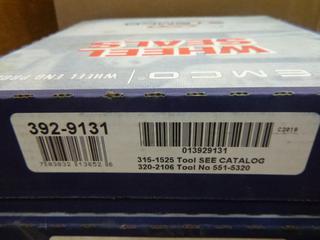 WHEEL
SEALS
EMCO | WHEEL END PRO
392-9131
013929131
C2019
315-1525 Tool SEE CATALOG
320-2106 Tool No 551-5320